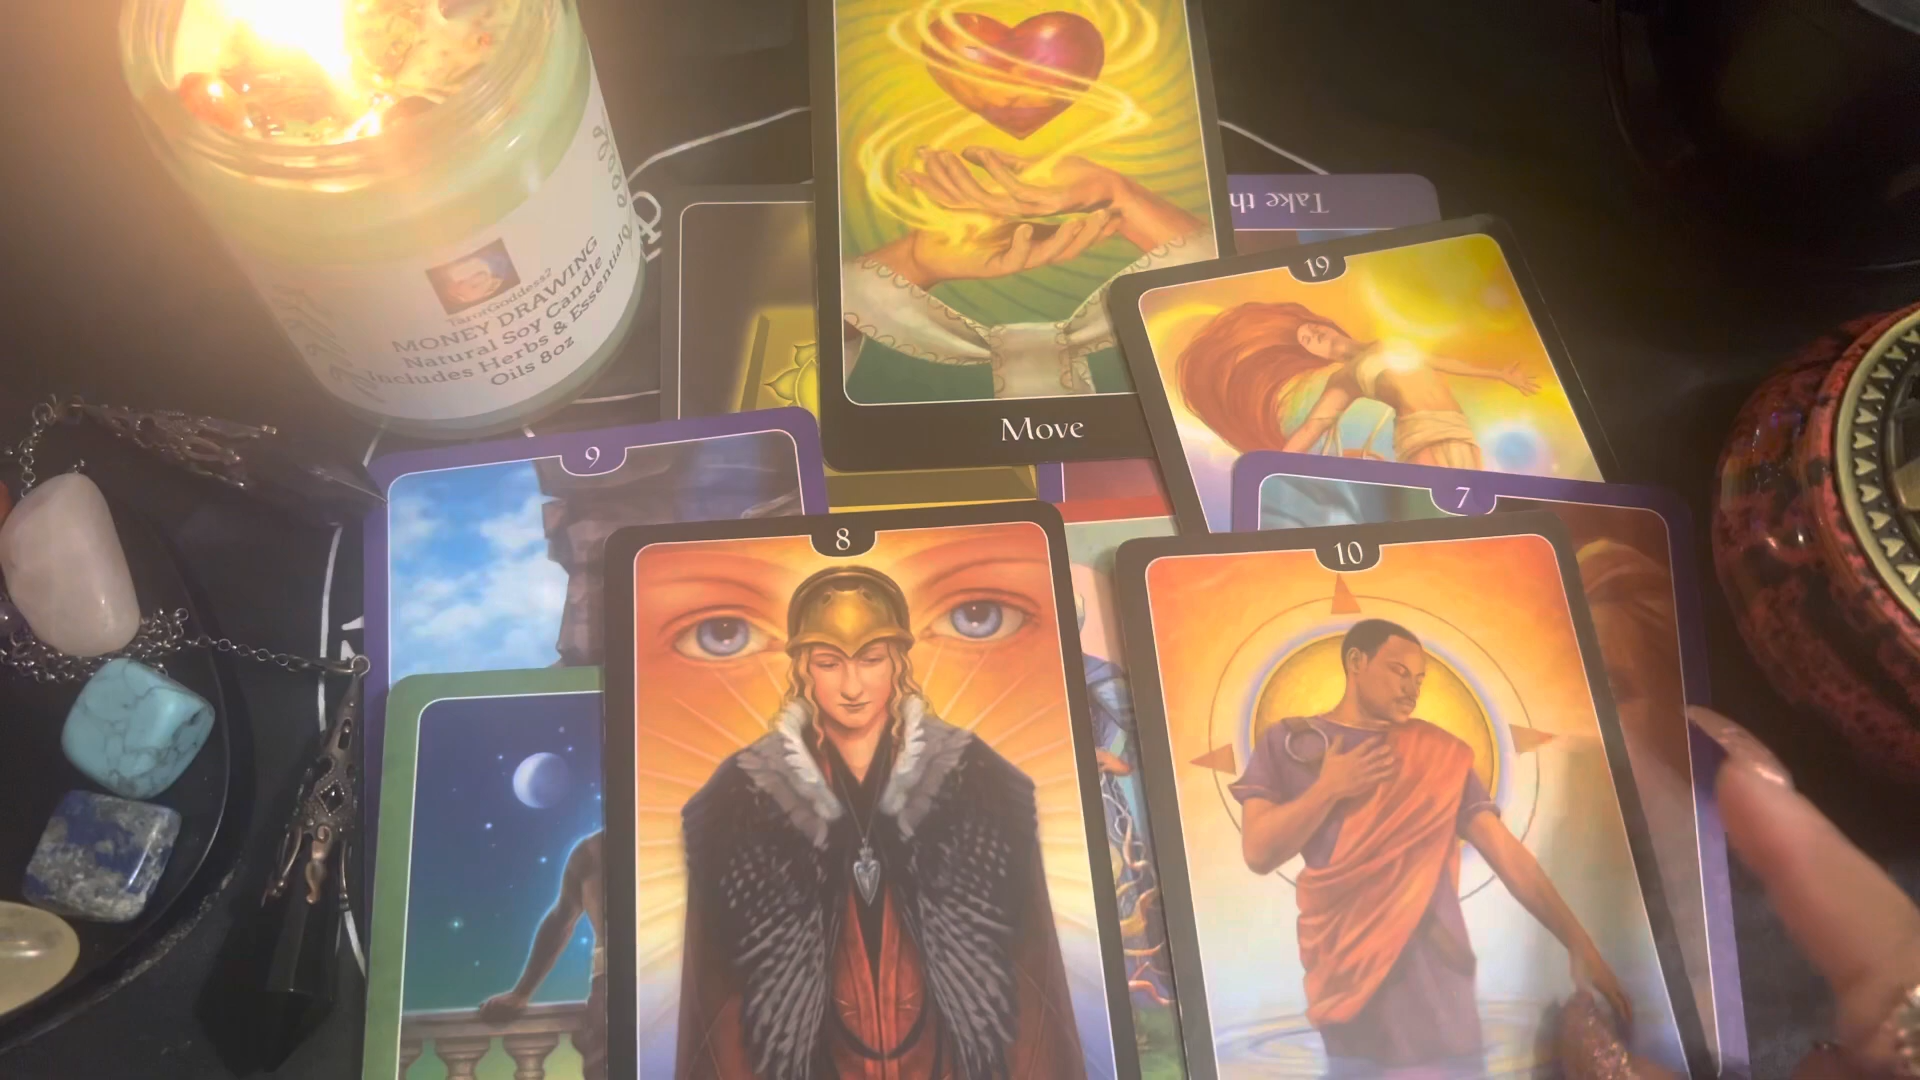 TarotGoddess2
MONEY DRAWING
Natural Soy Candle
Includes Herbs & Essential
Oils 8oz
Move
Take th
19
9
7
8
10